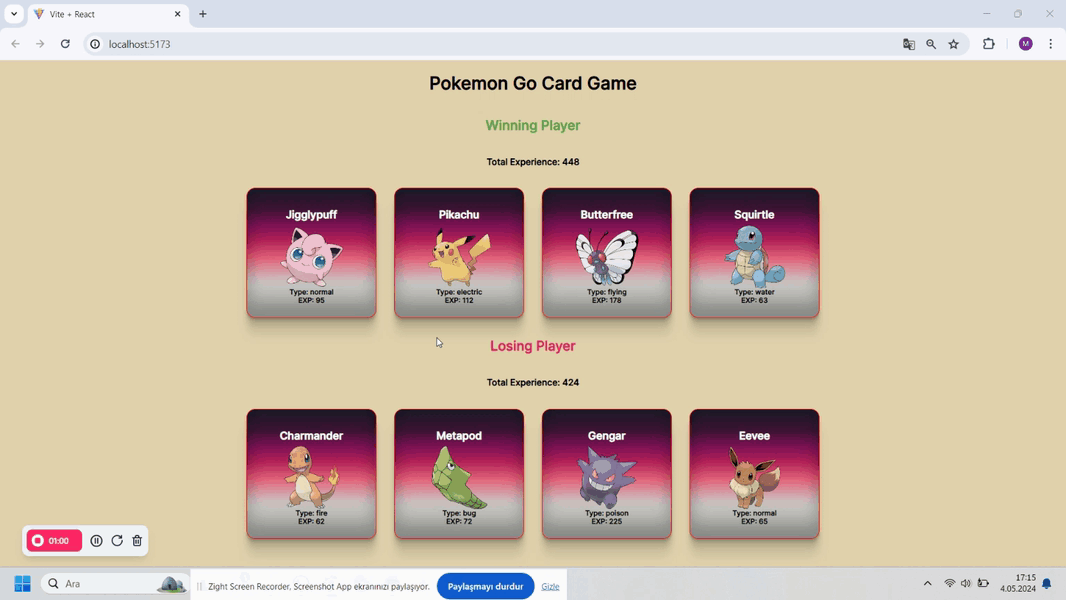 Vite + React
localhost:5173
M
Pokemon Go Card Game
Winning Player
Total Experience: 448
Jigglypuff
Type: normal
EXP: 95
Pikachu
Type: electric
EXP: 112
Butterfree
Type: flying
EXP: 178
Squirtle
Type: water
EXP: 63
Losing Player
Total Experience: 424
Charmander
Type: fire
EXP: 62
Metapod
Type: bug
EXP: 72
Gengar
Type: poison
EXP: 225
Eevee
Type: normal
EXP: 65
01:00
Ara
Zight Screen Recorder, Screenshot App ekranınızı paylaşıyor.
Paylaşmayı durdur
Gizle
17:15
4.05.2024